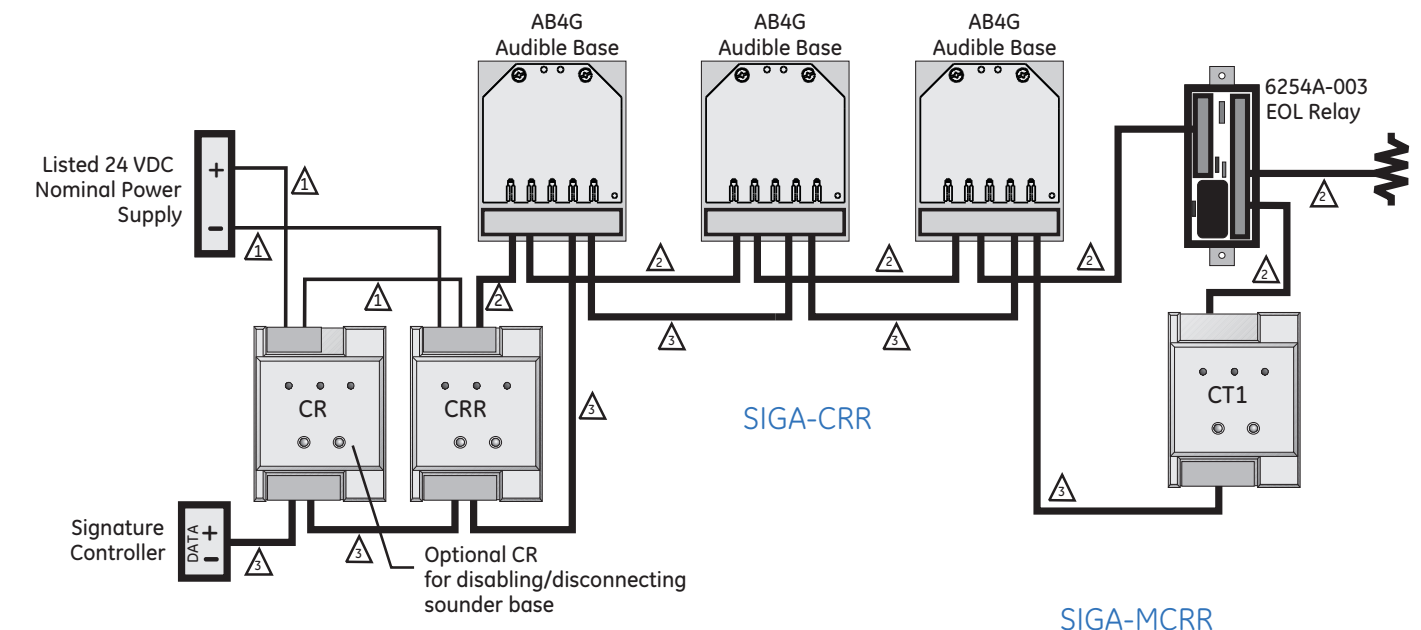 AB4G
Audible Base
AB4G
Audible Base
AB4G
Audible Base
6254A-003
EOL Relay
Listed 24 VDC
Nominal Power
Supply
+
–
1
1
1
2
2
2
2
2
2
3
3
3
CR
CRR
CT1
SIGA-CRR
3
Signature
Controller
DATA
+
–
3
3
Optional CR
for disabling/disconnecting
sounder base
SIGA-MCRR